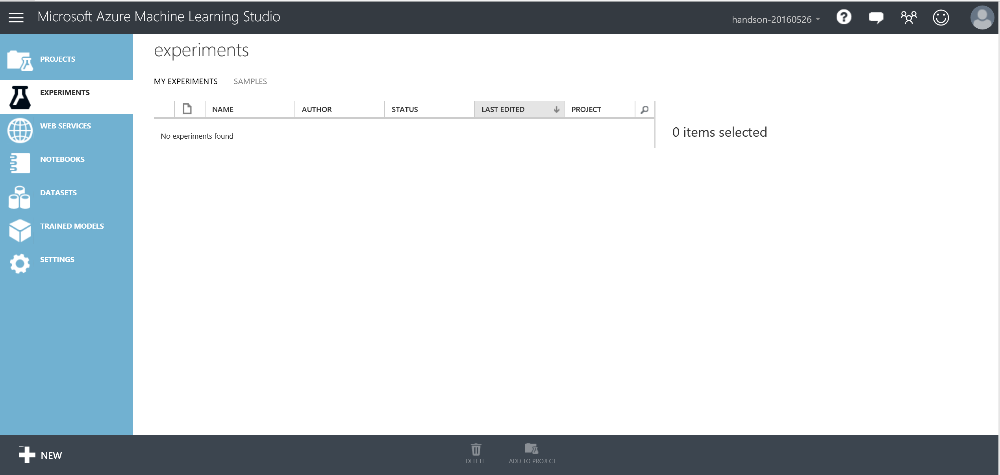 Microsoft Azure Machine Learning Studio
handson-20160526
PROJECTS
EXPERIMENTS
WEB SERVICES
NOTEBOOKS
DATASETS
TRAINED MODELS
SETTINGS
experiments
MY EXPERIMENTS SAMPLES
NAME AUTHOR STATUS LAST EDITED PROJECT
No experiments found
0 items selected
NEW
DELETE
ADD TO PROJECT